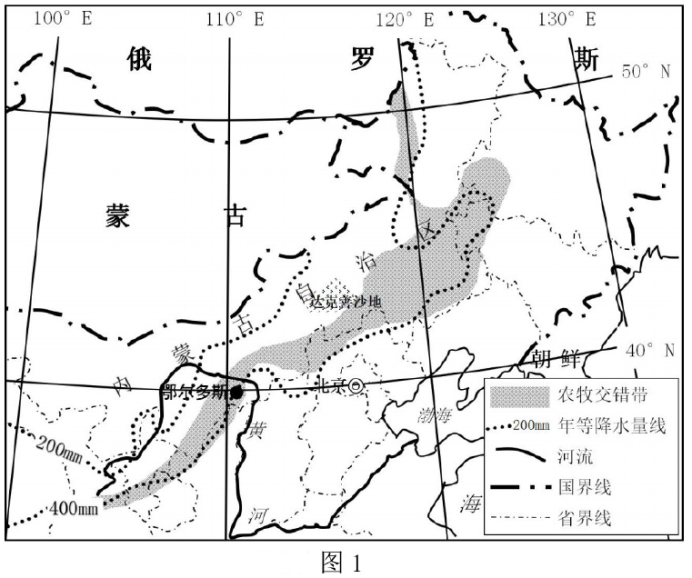 100° E 110° E 120° E 130° E
俄 罗 斯
50° N
蒙 古
内 蒙 古 自 治 区
达克奔沙地
朝鲜
40° N
鄂尔多斯
北京
渤海
黄
河
海
200mm
400mm
农牧交错带
200mm 年等降水量线
河流
国界线
省界线
图 1